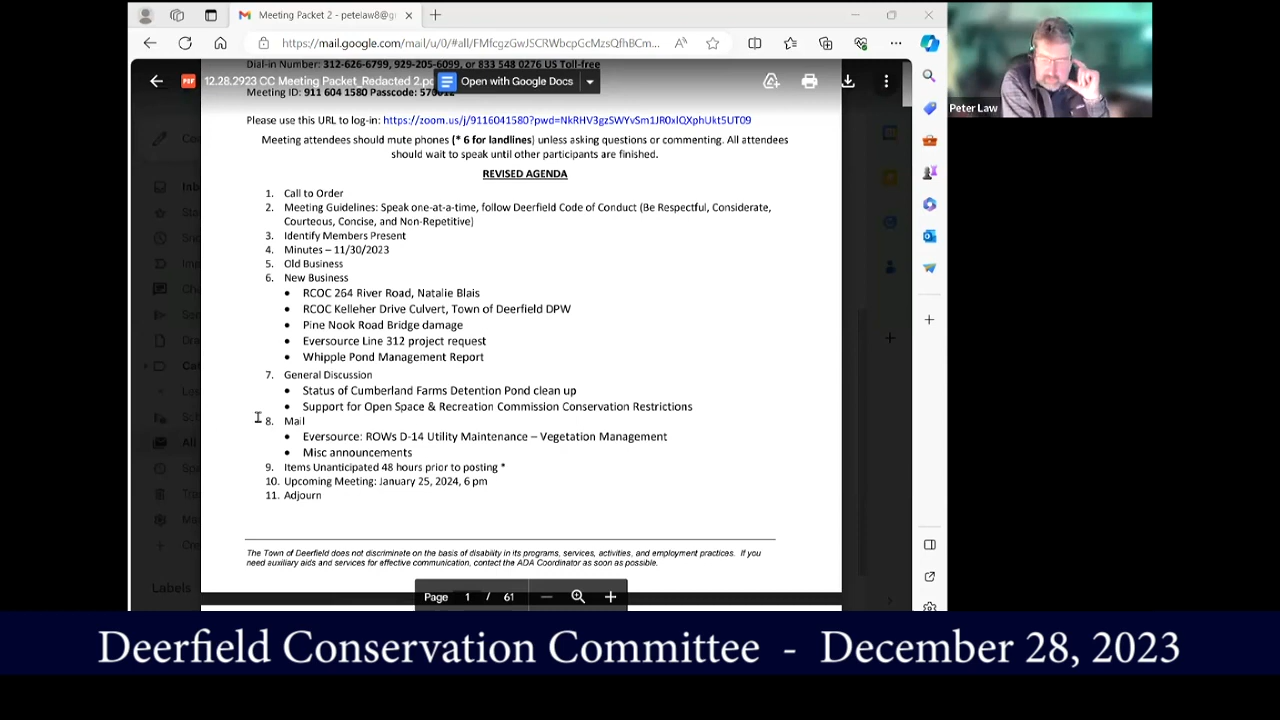 Meeting Packet 2 - petelaw8@g
https://mail.google.com/mail/u/0/#all/FMfcgzGwJSCRWbcpGcMzsQfhBCm...
Dial-in Number: 312-626-6799, 929-205-6099, or 833 548 0276 US Toll-free
12.28.2923 CC Meeting Packet_Redacted 2.pd
Open with Google Docs
Meeting ID: 911 604 1580 Passcode:
Peter Law
Please use this URL to log-in: https://zoom.us/j/9116041580?pwd=NkRHV3gzSWYvSm1JR0xlQXphUkt5UT09
Meeting attendees should mute phones (* 6 for landlines) unless asking questions or commenting. All attendees
should wait to speak until other participants are finished.
REVISED AGENDA
1. Call to Order
2. Meeting Guidelines: Speak one-at-a-time, follow Deerfield Code of Conduct (Be Respectful, Considerate,
Courteous, Concise, and Non-Repetitive)
3. Identify Members Present
4. Minutes – 11/30/2023
5. Old Business
6. New Business
• RCOC 264 River Road, Natalie Blais
• RCOC Kelleher Drive Culvert, Town of Deerfield DPW
• Pine Nook Road Bridge damage
• Eversource Line 312 project request
• Whipple Pond Management Report
7. General Discussion
• Status of Cumberland Farms Detention Pond clean up
• Support for Open Space & Recreation Commission Conservation Restrictions
8. Mail
• Eversource: ROWs D-14 Utility Maintenance – Vegetation Management
• Misc announcements
9. Items Unanticipated 48 hours prior to posting *
10. Upcoming Meeting: January 25, 2024, 6 pm
11. Adjourn
The Town of Deerfield does not discriminate on the basis of disability in its programs, services, activities, and employment practices. If you
need auxiliary aids and services for effective communication, contact the ADA Coordinator as soon as possible.
Labels
Page 1 / 61
Deerfield Conservation Committee - December 28, 2023